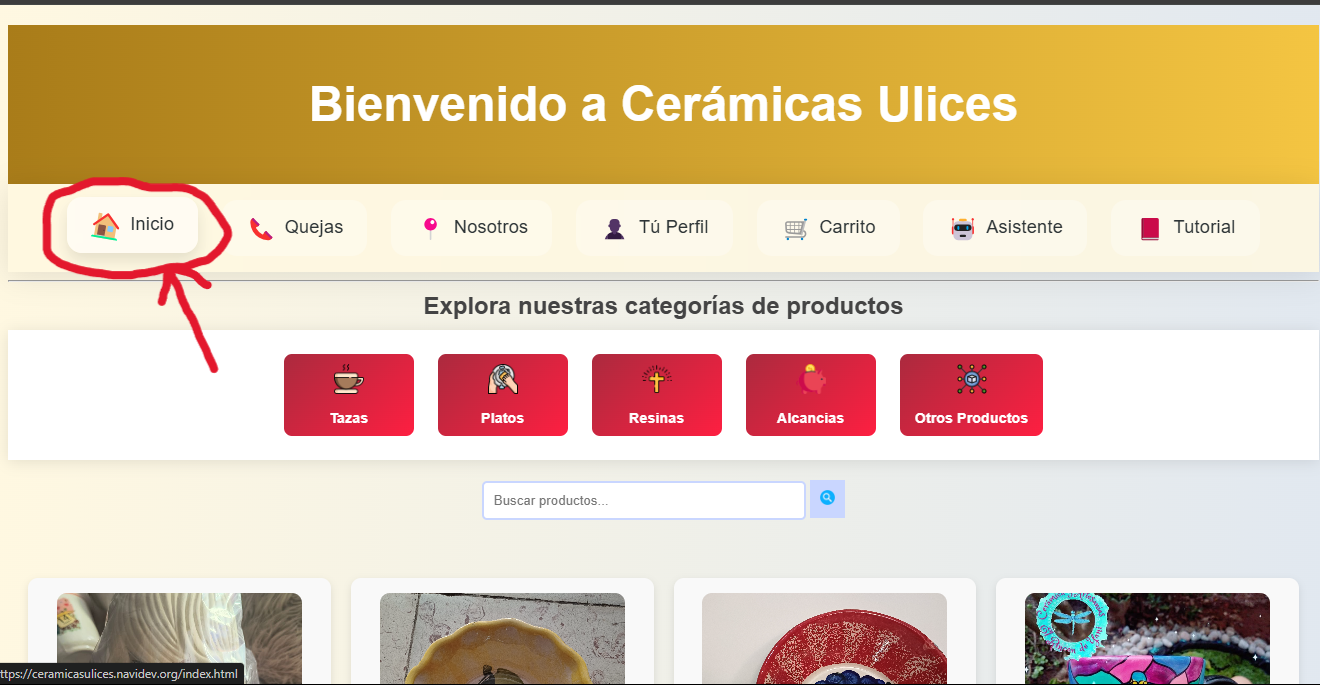 Bienvenido a Cerámicas Ulices
Inicio
Quejas
Nosotros
Tú Perfil
Carrito
Asistente
Tutorial
Explora nuestras categorías de productos
Tazas
Platos
Resinas
Alcancias
Otros Productos
Buscar productos...
ttps://ceramicasulices.navidev.org/index.html